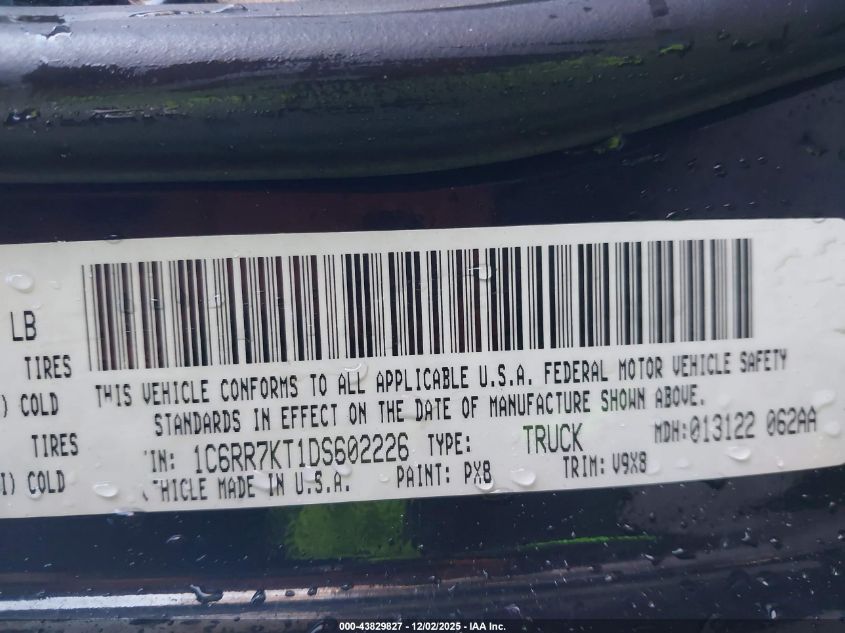 LB
TIRES
) COLD
TIRES
I) COLD
THIS VEHICLE CONFORMS TO ALL APPLICABLE U.S.A. FEDERAL MOTOR VEHICLE SAFETY
STANDARDS IN EFFECT ON THE DATE OF MANUFACTURE SHOWN ABOVE.
IN: 1C6RR7KT1DS602226 TYPE: TRUCK MDH:013122 062AA
HICLE MADE IN U.S.A. PAINT: PX8 TRIM: V9X8
000-43829827 - 12/02/2025 - IAA Inc.